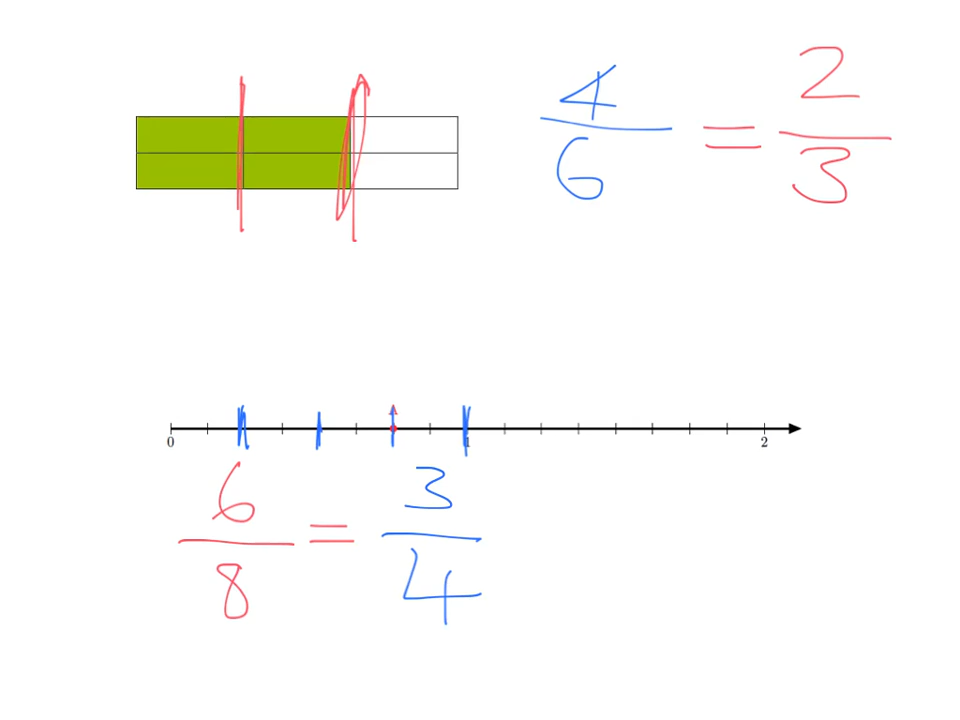 4/6 = 2/3
A
0 1 2
6/8 = 3/4